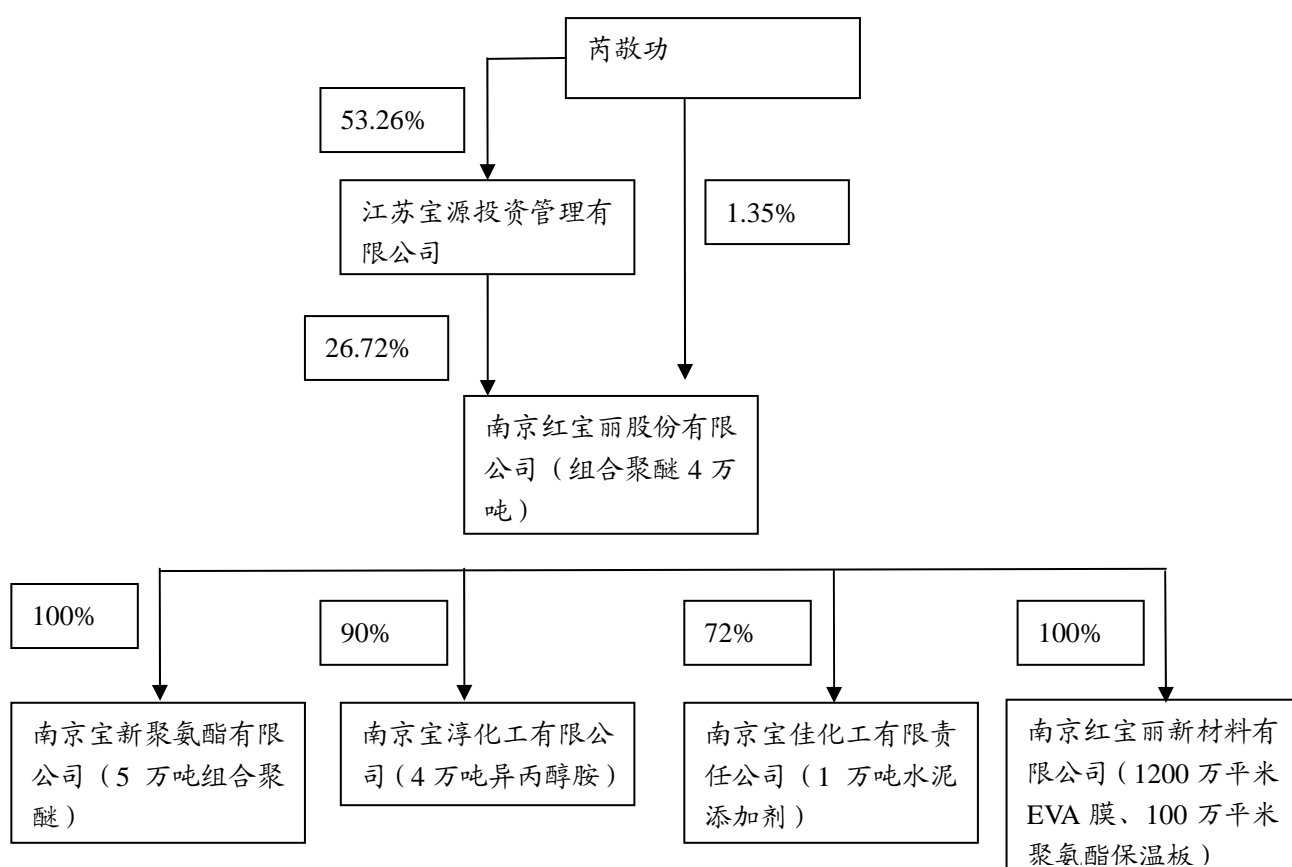 芮敬功
53.26%
江苏宝源投资管理有
限公司
1.35%
26.72%
南京红宝丽股份有限
公司（组合聚醚 4 万
吨）
100%
90%
72%
100%
南京宝新聚氨酯有限
公司（5 万吨组合聚
醚）
南京宝淳化工有限公
司（4 万吨异丙醇胺）
南京宝佳化工有限责
任公司（1 万吨水泥
添加剂）
南京红宝丽新材料有
限公司（1200 万平米
EVA 膜、100 万平米
聚氨酯保温板）